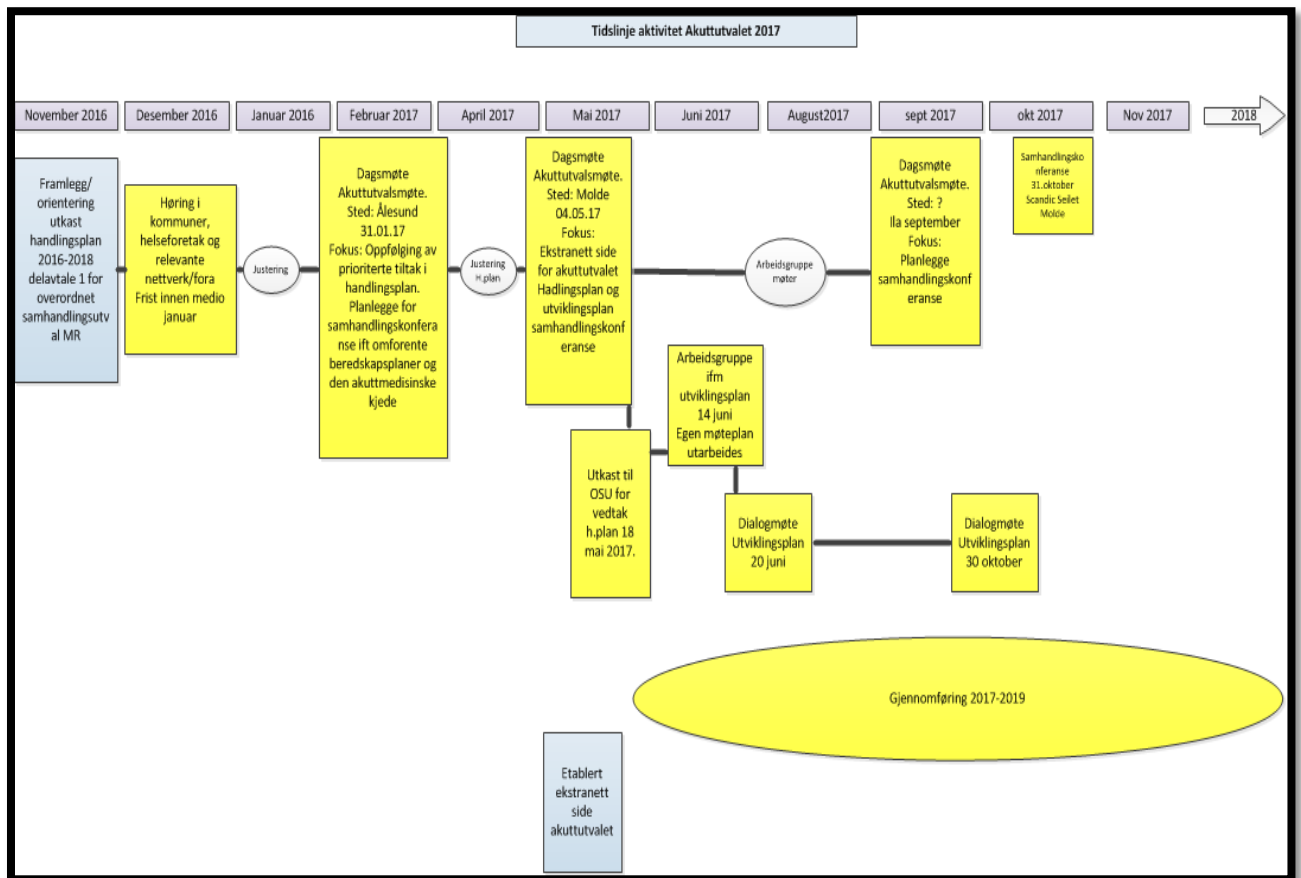 Tidslinje aktivitet Akuttutvalet 2017
November 2016
Desember 2016
Januar 2016
Februar 2017
April 2017
Mai 2017
Juni 2017
August2017
sept 2017
okt 2017
Nov 2017
2018
Framlegg/
orientering
utkast
handlingsplan
2016-2018
delavtale 1 for
overordnet
samhandlingsutv
al MR
Høring i
kommuner,
helseforetak og
relevante
nettverk/fora
Frist innen medio
januar
Justering
Dagsmøte
Akuttutvalsmøte.
Sted: Ålesund
31.01.17
Fokus: Oppfølging av
prioriterte tiltak i
handlingsplan.
Planlegge for
samhandlingskonfera
nse ift omforente
beredskapsplaner og
den akuttmedisinske
kjede
Justering
H.plan
Dagsmøte
Akuttutvalsmøte.
Sted: Molde
04.05.17
Fokus:
Ekstranett side
for akuttutvalet
Hadlingsplan og
utviklingsplan
samhandlingskonf
eranse
Arbeidsgruppe
møter
Dagsmøte
Akuttutvalsmøte.
Sted: ?
Ila september
Fokus:
Planlegge
samhandlingskonf
eranse
Samhandlingsko
nferanse
31.oktober
Scandic Seilet
Molde
Utkast til
OSU for
vedtak
h.plan 18
mai 2017.
Arbeidsgruppe
ifm
utviklingsplan
14 juni
Egen møteplan
utarbeides
Dialogmøte
Utviklingsplan
20 juni
Dialogmøte
Utviklingsplan
30 oktober
Gjennomføring 2017-2019
Etablert
ekstranett
side
akuttutvalet